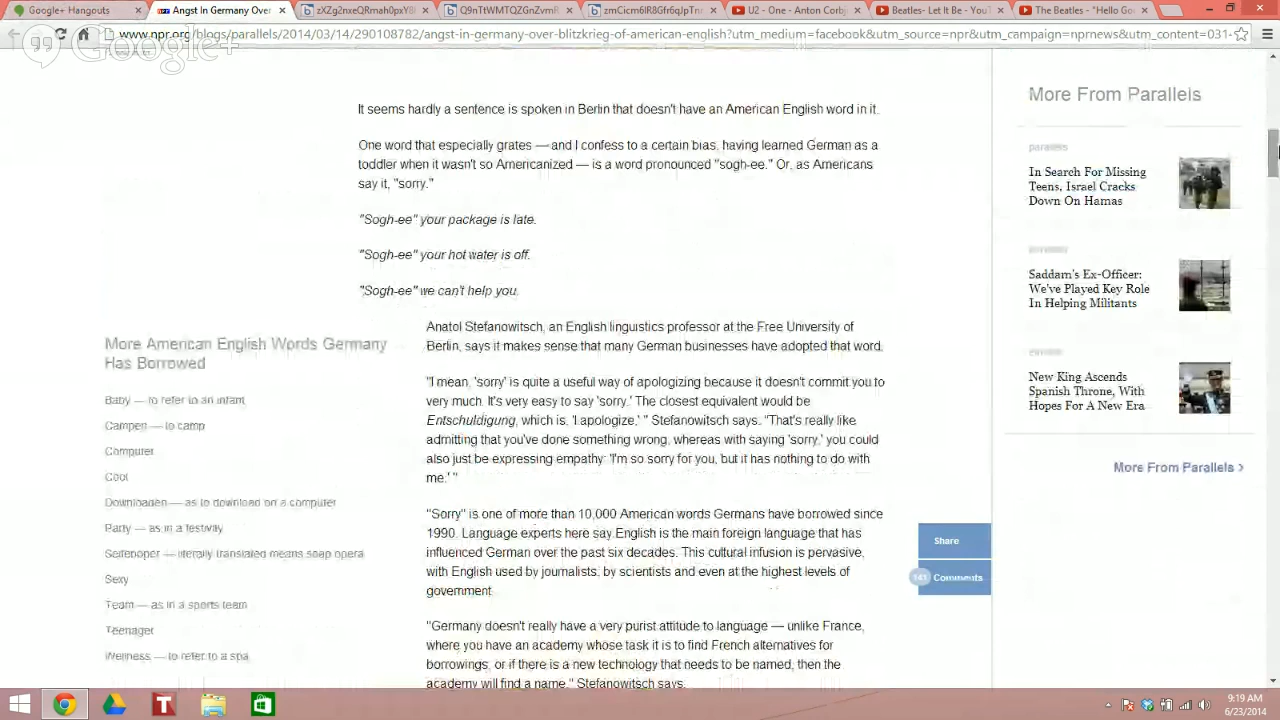 Google+ Hangouts
Angst In Germany Over
zXZg2nxeQRmah0pxY8i
Q9nTtWMTQZGnZvmR
zmCicm6lR8Gfr6qJpTna
U2 - One - Anton Corbij
Beatles- Let It Be - YouT
The Beatles - "Hello Go
www.npr.org/blogs/parallels/2014/03/14/290108782/angst-in-germany-over-blitzkrieg-of-american-english?utm_medium=facebook&utm_source=npr&utm_campaign=nprnews&utm_content=031
Google+
It seems hardly a sentence is spoken in Berlin that doesn't have an American English word in it.
One word that especially grates — and I confess to a certain bias, having learned German as a
toddler when it wasn't so Americanized — is a word pronounced "sogh-ee." Or, as Americans
say it, "sorry."
"Sogh-ee" your package is late.
"Sogh-ee" your hot water is off.
"Sogh-ee" we can't help you.
More American English Words Germany
Has Borrowed
Baby — to refer to an infant
Campen — to camp
Computer
Cool
Downloaden — as to download on a computer
Party — as in a festivity
Seifenoper — literally translated means soap opera
Sexy
Team — as in a sports team
Teenager
Wellness — to refer to a spa
Anatol Stefanowitsch, an English linguistics professor at the Free University of
Berlin, says it makes sense that many German businesses have adopted that word.
"I mean, 'sorry' is quite a useful way of apologizing because it doesn't commit you to
very much. It's very easy to say 'sorry.' The closest equivalent would be
Entschuldigung, which is, 'I apologize,' " Stefanowitsch says. "That's really like
admitting that you've done something wrong, whereas with saying 'sorry,' you could
also just be expressing empathy: 'I'm so sorry for you, but it has nothing to do with
me.' "
"Sorry" is one of more than 10,000 American words Germans have borrowed since
1990. Language experts here say English is the main foreign language that has
influenced German over the past six decades. This cultural infusion is pervasive,
with English used by journalists, by scientists and even at the highest levels of
government.
"Germany doesn't really have a very purist attitude to language — unlike France,
where you have an academy whose task it is to find French alternatives for
borrowings, or if there is a new technology that needs to be named, then the
academy will find a name," Stefanowitsch says.
More From Parallels
parallels
In Search For Missing
Teens, Israel Cracks
Down On Hamas
Saddam's Ex-Officer:
We've Played Key Role
In Helping Militants
New King Ascends
Spanish Throne, With
Hopes For A New Era
More From Parallels ›
Share
141 Comments
9:19 AM
6/23/2014